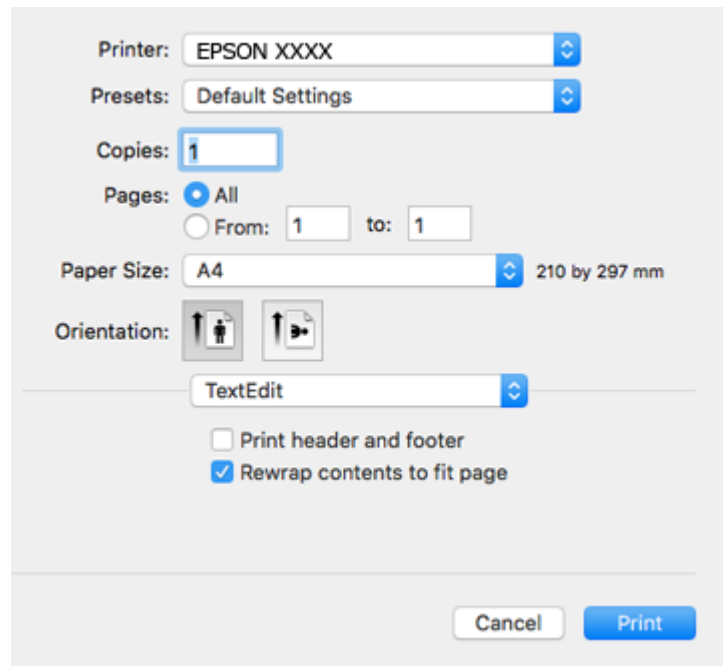 Printer: EPSON XXXX
Presets: Default Settings
Copies: 1
Pages: All
From: 1 to: 1
Paper Size: A4 210 by 297 mm
Orientation:
TextEdit
Print header and footer
Rewrap contents to fit page
Cancel Print